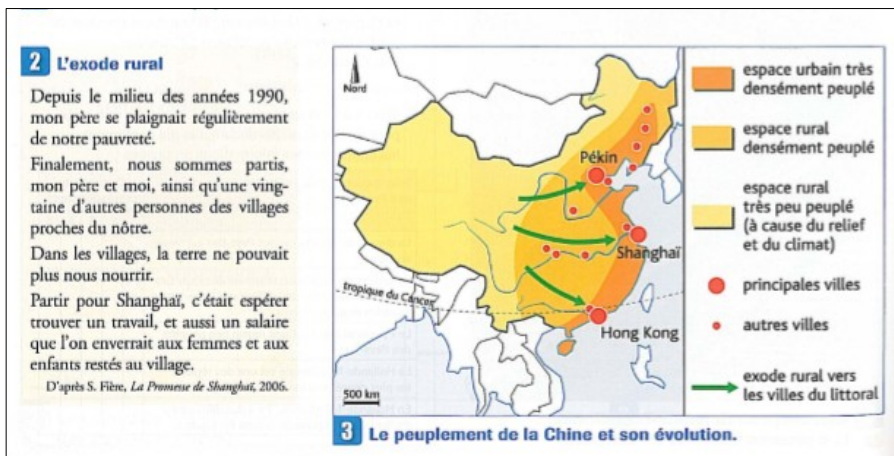 2 L'exode rural
Depuis le milieu des années 1990,
mon père se plaignait régulièrement
de notre pauvreté.
Finalement, nous sommes partis,
mon père et moi, ainsi qu'une ving-
taine d'autres personnes des villages
proches du nôtre.
Dans les villages, la terre ne pouvait
plus nous nourrir.
Partir pour Shanghaï, c'était espérer
trouver un travail, et aussi un salaire
que l'on enverrait aux femmes et aux
enfants restés au village.
D'après S. Fière, La Promesse de Shanghaï, 2006.
Nord
Pékin
Shanghaï
tropique du Cancer
Hong Kong
500 km
espace urbain très
densément peuplé
espace rural
densément peuplé
espace rural
très peu peuplé
(à cause du relief
et du climat)
principales villes
autres villes
exode rural vers
les villes du littoral
3 Le peuplement de la Chine et son évolution.